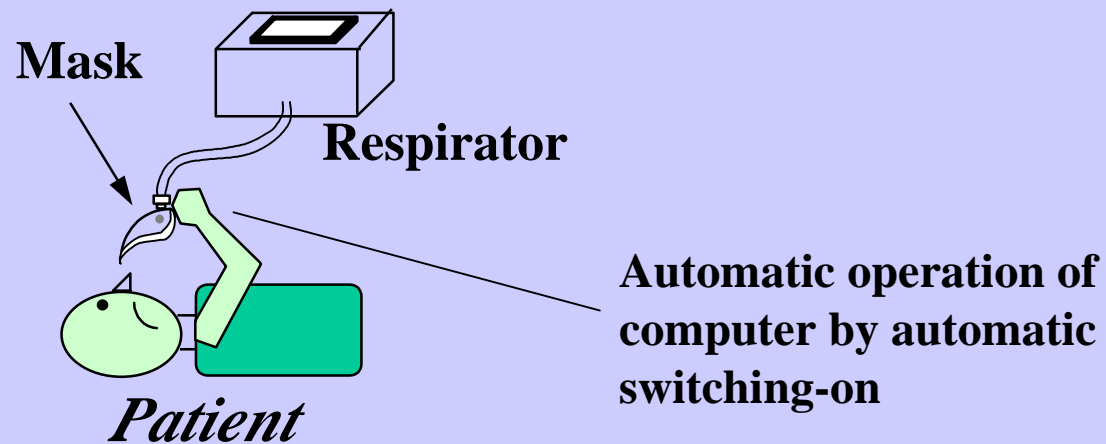 Mask
Respirator
Automatic operation of
computer by automatic
switching-on
Patient